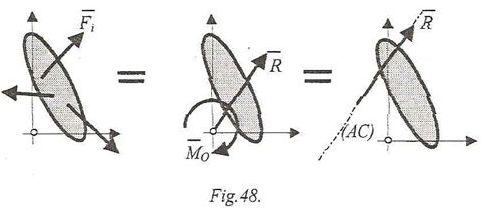 F̅ᵢ
=
R̅
=
R̅
M̅ₒ
(AC)
Fig.48.